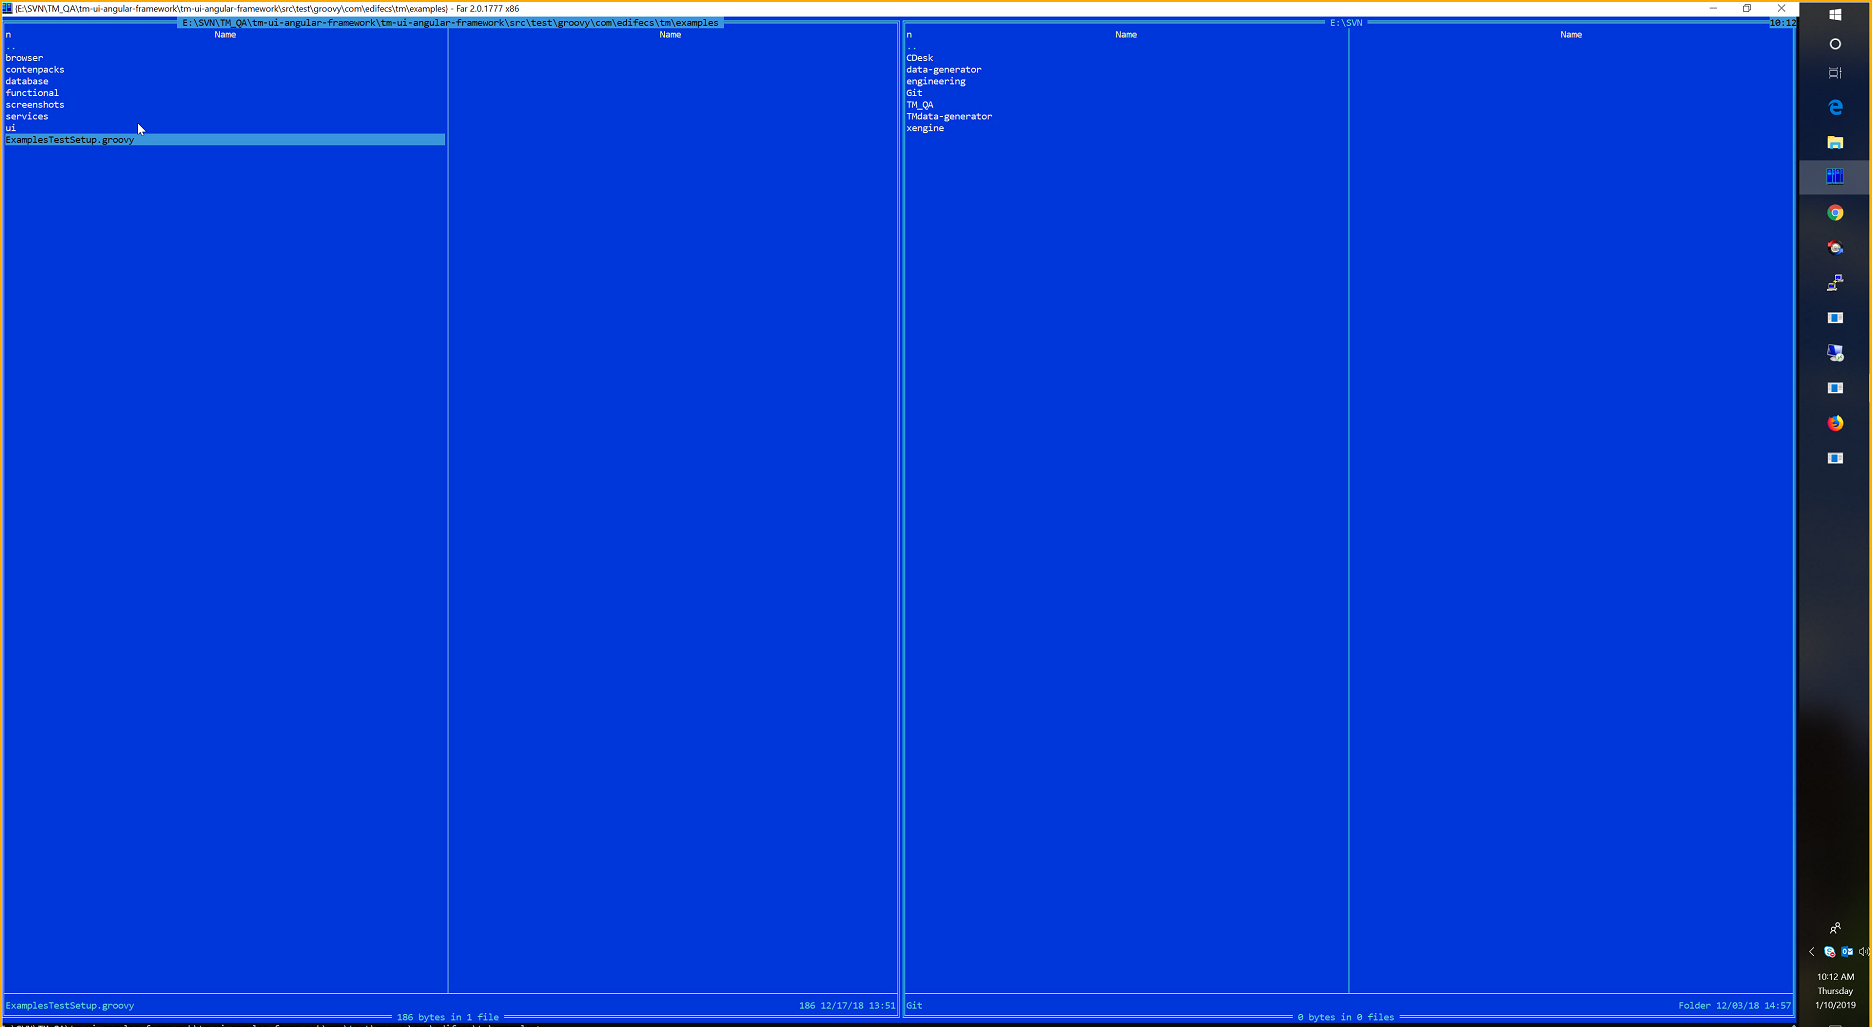 (E:\SVN\TM_QA\tm-ui-angular-framework\tm-ui-angular-framework\src\test\groovy\com\edifecs\tm\examples) - Far 2.0.1777 x86
E:\SVN\TM_QA\tm-ui-angular-framework\tm-ui-angular-framework\src\test\groovy\com\edifecs\tm\examples
n Name Name
..
browser
contenpacks
database
functional
screenshots
services
ui
ExamplesTestSetup.groovy
ExamplesTestSetup.groovy 186 12/17/18 13:51
186 bytes in 1 file
E:\SVN 10:12
n Name Name
..
CDesk
data-generator
engineering
Git
TM_QA
TMdata-generator
xengine
Git Folder 12/03/18 14:57
0 bytes in 0 files
10:12 AM
Thursday
1/10/2019